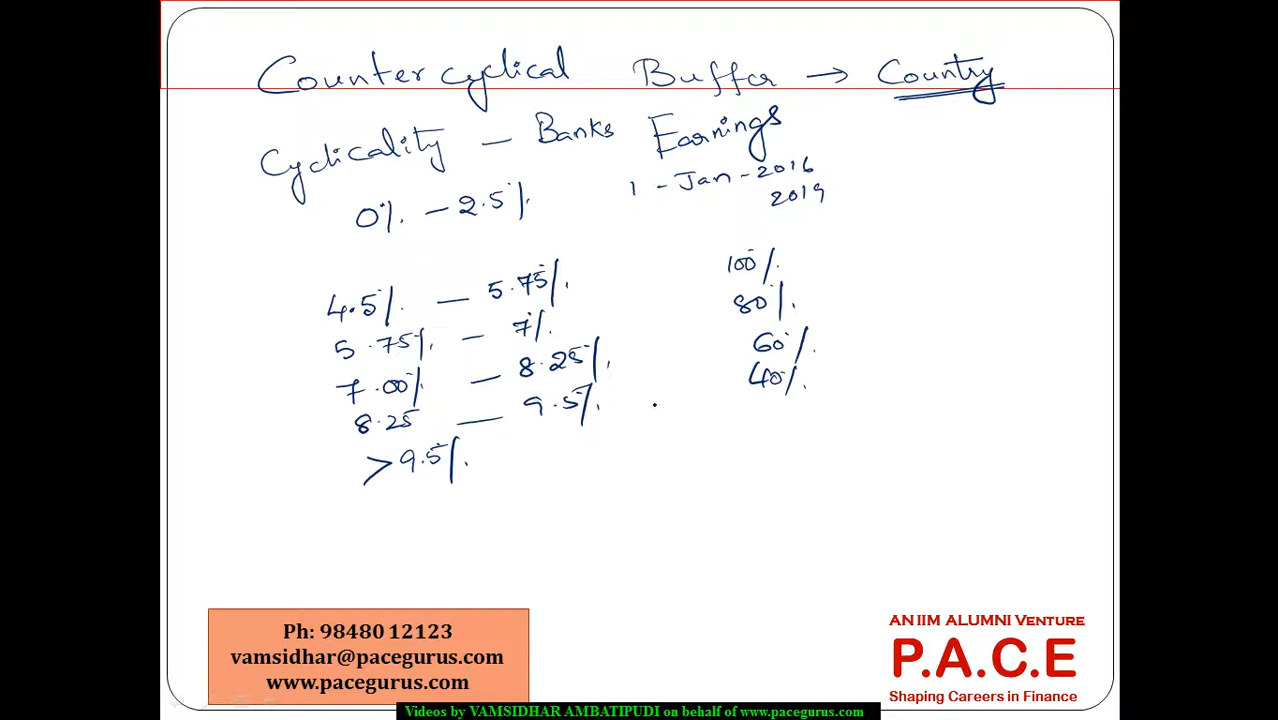 Countercyclical Buffer → Country
Cyclicality - Banks Earnings
0% - 2.5% 1 - Jan - 2016
2019
4.5% - 5.75% 100%
5.75% - 7% 80%
7.00% - 8.25% 60%
8.25 - 9.5% 40%
>9.5%
Ph: 98480 12123
vamsidhar@pacegurus.com
www.pacegurus.com
AN IIM ALUMNI VENTURE
P.A.C.E
Shaping Careers in Finance
Videos by VAMSIDHAR AMBATIPUDI on behalf of www.pacegurus.com